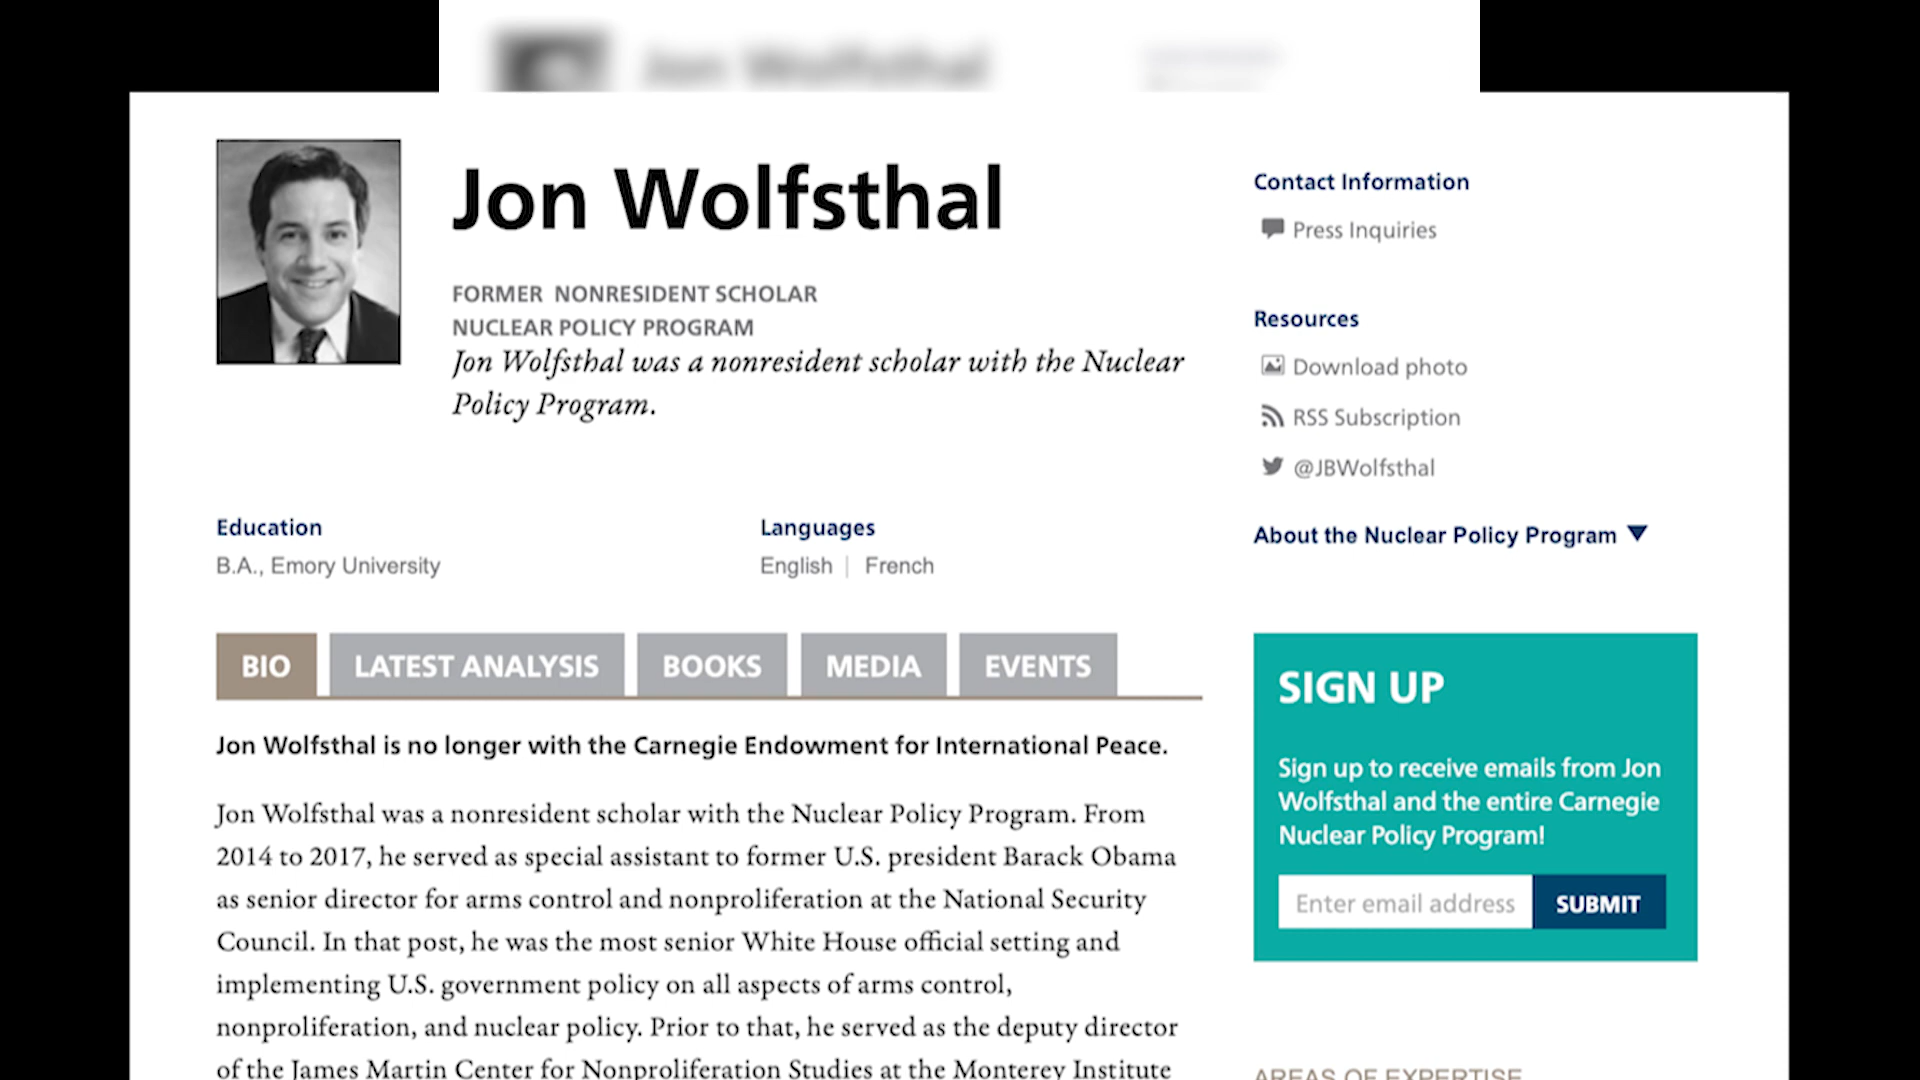 Jon Wolfsthal
Jon Wolfsthal
FORMER NONRESIDENT SCHOLAR
NUCLEAR POLICY PROGRAM
Jon Wolfsthal was a nonresident scholar with the Nuclear
Policy Program.
Contact Information
Press Inquiries
Resources
Download photo
RSS Subscription
@JBWolfsthal
About the Nuclear Policy Program
Education
B.A., Emory University
Languages
English | French
BIO
LATEST ANALYSIS
BOOKS
MEDIA
EVENTS
Jon Wolfsthal is no longer with the Carnegie Endowment for International Peace.
Jon Wolfsthal was a nonresident scholar with the Nuclear Policy Program. From
2014 to 2017, he served as special assistant to former U.S. president Barack Obama
as senior director for arms control and nonproliferation at the National Security
Council. In that post, he was the most senior White House official setting and
implementing U.S. government policy on all aspects of arms control,
nonproliferation, and nuclear policy. Prior to that, he served as the deputy director
of the James Martin Center for Nonproliferation Studies at the Monterey Institute
SIGN UP
Sign up to receive emails from Jon
Wolfsthal and the entire Carnegie
Nuclear Policy Program!
Enter email address
SUBMIT
AREAS OF EXPERTISE